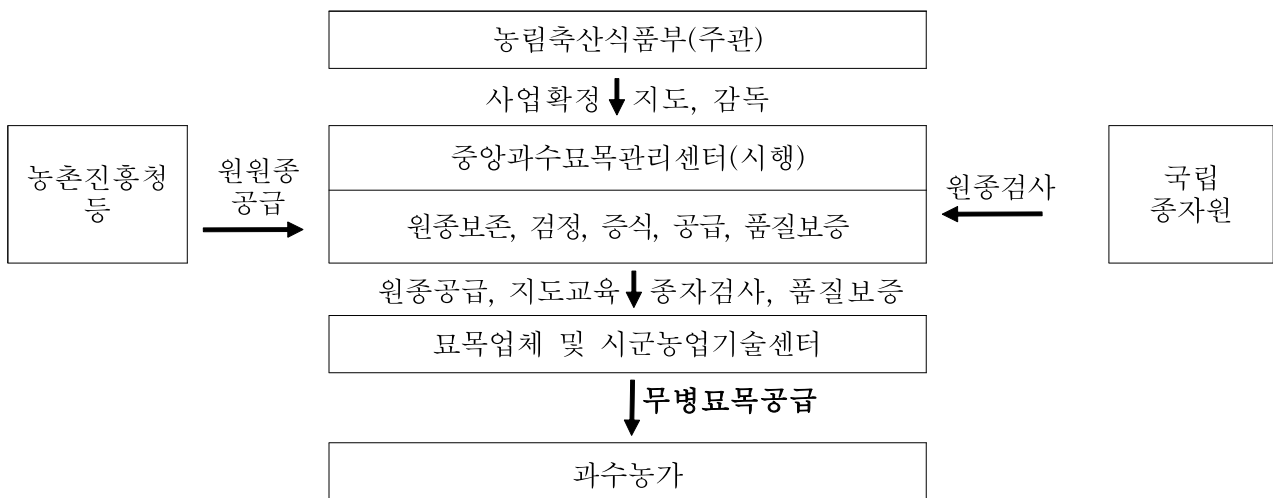 농림축산식품부(주관)
사업확정 지도, 감독
중앙과수묘목관리센터(시행)
농촌진흥청
등
원원종
공급
원종보존, 검정, 증식, 공급, 품질보증
원종검사
국립
종자원
원종공급, 지도교육 종자검사, 품질보증
묘목업체 및 시군농업기술센터
무병묘목공급
과수농가